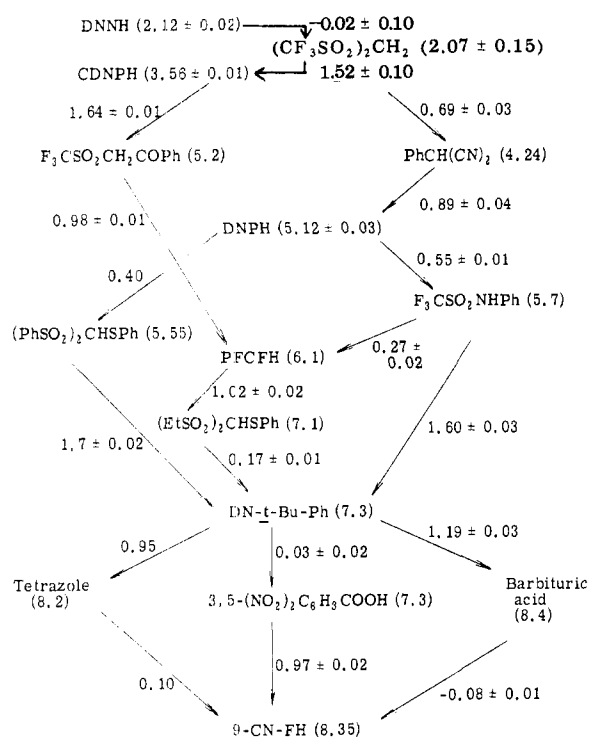 DNNH (2.12 ± 0.02) -0.02 ± 0.10
(CF₃SO₂)₂CH₂ (2.07 ± 0.15)
CDNPH (3.56 ± 0.01) 1.52 ± 0.10
1.64 ± 0.01 0.69 ± 0.03
F₃CSO₂CH₂COPh (5.2) PhCH(CN)₂ (4.24)
0.89 ± 0.04
0.98 ± 0.01 DNPH (5.12 ± 0.03)
0.55 ± 0.01
0.40
F₃CSO₂NHPh (5.7)
(PhSO₂)₂CHSPh (5.55)
PFCFH (6.1) 0.27 ±
0.02
1.02 ± 0.02
(EtSO₂)₂CHSPh (7.1)
1.7 ± 0.02 0.17 ± 0.01 1.60 ± 0.03
DN-t-Bu-Ph (7.3)
0.95 0.03 ± 0.02 1.19 ± 0.03
Tetrazole Barbituric
(8.2) 3,5-(NO₂)₂C₆H₃COOH (7.3) acid
(8.4)
0.10 0.97 ± 0.02 -0.08 ± 0.01
9-CN-FH (8.35)